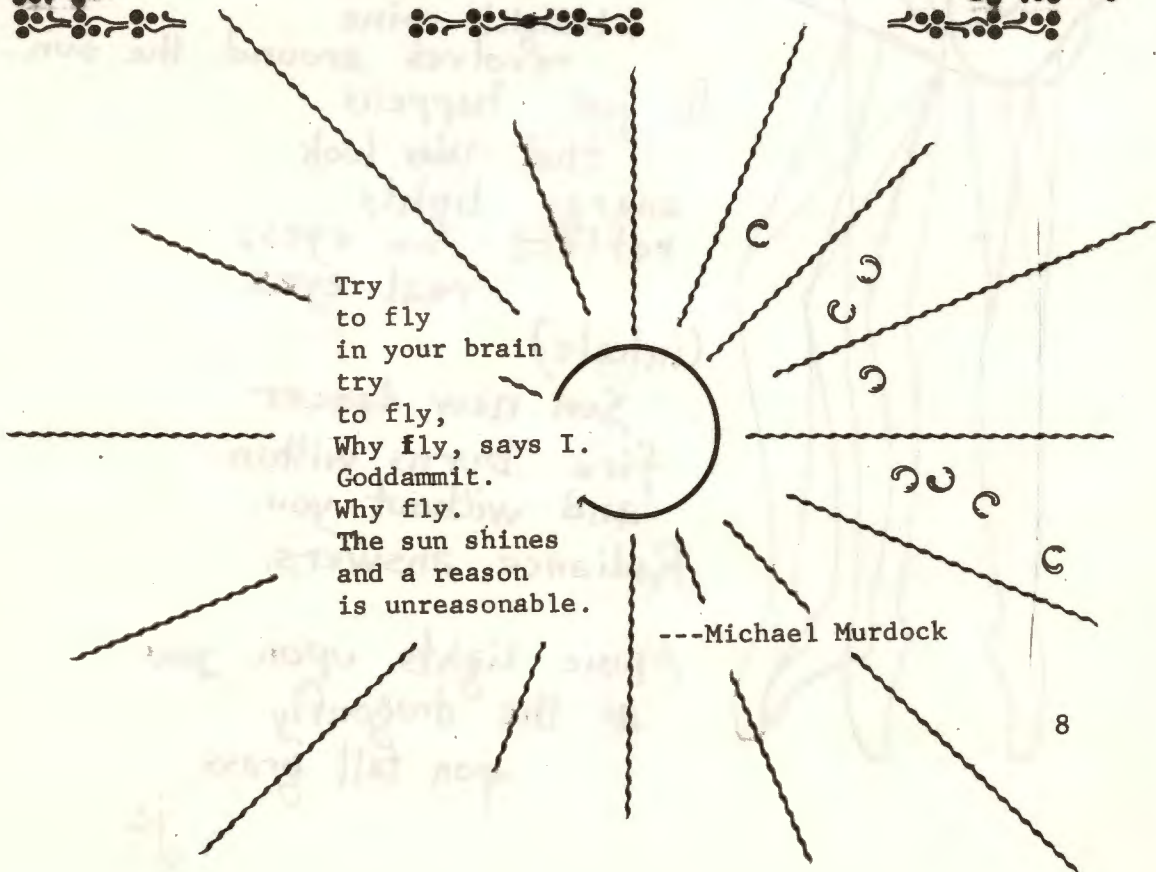 Try
to fly
in your brain
try
to fly,
Why fly, says I.
Goddammit.
Why fly.
The sun shines
and a reason
is unreasonable.
---Michael Murdock
8